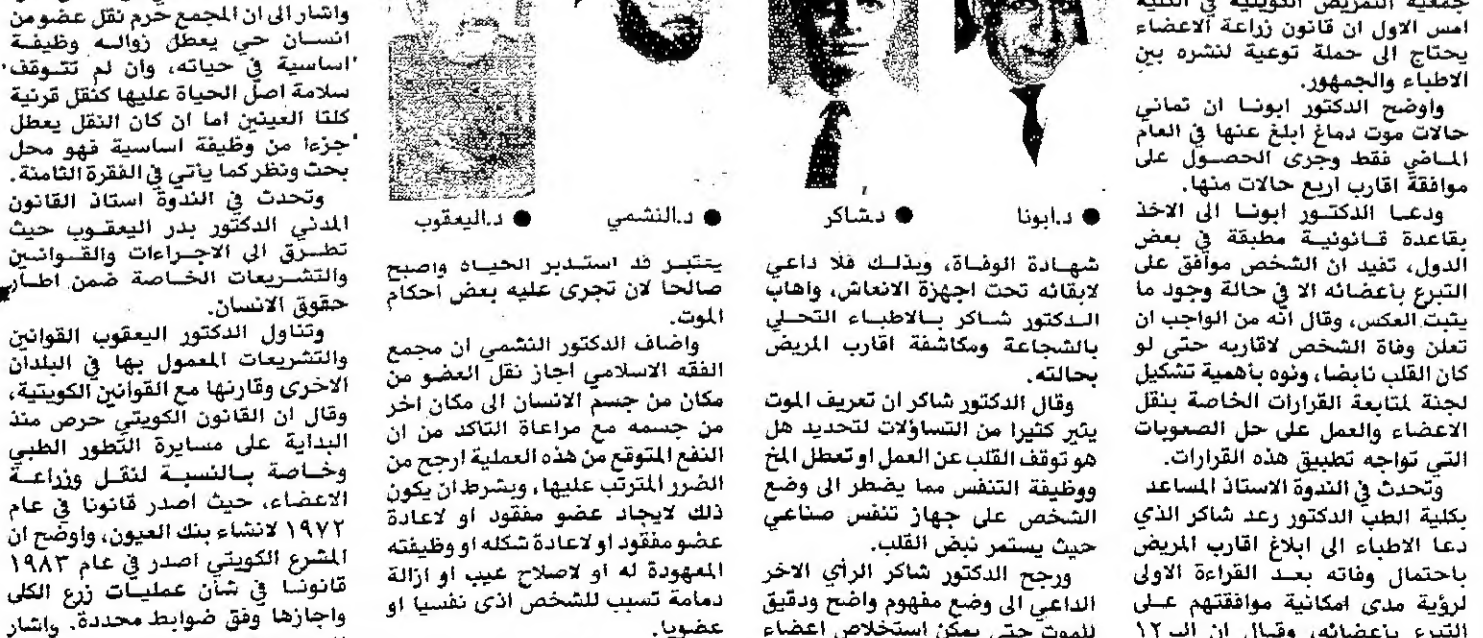 جمعية التمريض الكويتية في الكلية
امس الاول ان قانون زراعة الاعضاء
يحتاج الى حملة توعية لنشره بين
الاطباء والجمهور.
واوضح الدكتور ابونا ان ثماني
حالات موت دماغ ابلغ عنها في العام
الماضي فقط وجرى الحصول على
موافقة اقارب اربع حالات منها.
ودعا الدكتور ابونا الى الاخذ
بقاعدة قانونية مطبقة في بعض
الدول، تفيد ان الشخص موافق على
التبرع بأعضائه الا في حالة وجود ما
يثبت العكس، وقال انه من الواجب ان
تعلن وفاة الشخص لاقاربه حتى لو
كان القلب نابضا، ونوه بأهمية تشكيل
لجنة لمتابعة القرارات الخاصة بنقل
الاعضاء والعمل على حل الصعوبات
التي تواجه تطبيق هذه القرارات.
وتحدث في الندوة الاستاذ المساعد
بكلية الطب الدكتور رعد شاكر الذي
دعا الاطباء الى ابلاغ اقارب المريض
باحتمال وفاته بعد القراءة الاولى
لرؤية مدى امكانية موافقتهم على
التبرع بأعضائه، وقال ان الـ ١٢
● د.ابونا
● د.شاكر
شهادة الوفاة، وبذلك فلا داعي
لابقائه تحت اجهزة الانعاش، واهاب
الدكتور شاكر بالاطباء التحلي
بالشجاعة ومكاشفة اقارب المريض
بحالته.
وقال الدكتور شاكر ان تعريف الموت
يثير كثيرا من التساؤلات لتحديد هل
هو توقف القلب عن العمل او تعطل المخ
ووظيفة التنفس مما يضطر الى وضع
الشخص على جهاز تنفس صناعي
حيث يستمر نبض القلب.
ورجح الدكتور شاكر الرأي الاخر
الداعي الى وضع مفهوم واضح ودقيق
للموت حتى يمكن استخلاص اعضاء
● د.النشمي
● د.اليعقوب
يعتبر قد استدبر الحياة واصبح
صالحا لان تجرى عليه بعض احكام
الموت.
واضاف الدكتور النشمي ان مجمع
الفقه الاسلامي اجاز نقل العضو من
مكان من جسم الانسان الى مكان اخر
من جسمه مع مراعاة التاكد من ان
النفع المتوقع من هذه العملية ارجح من
الضرر المترتب عليها، وبشرط ان يكون
ذلك لايجاد عضو مفقود او لاعادة
عضو مفقود او لاعادة شكله او وظيفته
المعهودة له او لاصلاح عيب او ازالة
دمامة تسبب للشخص اذى نفسيا او
عضويا.
واشار الى ان المجمع حرم نقل عضو من
انسان حي يعطل زواله وظيفة
اساسية في حياته، وان لم تتوقف
سلامة اصل الحياة عليها كنقل قرنية
كلتا العينين اما ان كان النقل يعطل
جزءا من وظيفة اساسية فهو محل
بحث ونظر كما يأتي في الفقرة الثامنة.
وتحدث في الندوة استاذ القانون
المدني الدكتور بدر اليعقوب حيث
تطرق الى الاجراءات والقوانين
والتشريعات الخاصة ضمن اطار
حقوق الانسان.
وتناول الدكتور اليعقوب القوانين
والتشريعات المعمول بها في البلدان
الاخرى وقارنها مع القوانين الكويتية،
وقال ان القانون الكويتي حرص منذ
البداية على مسايرة التطور الطبي
وخاصة بالنسبة لنقل وزراعة
الاعضاء، حيث اصدر قانونا في عام
١٩٧٢ لانشاء بنك العيون، واوضح ان
المشرع الكويتي اصدر في عام ١٩٨٣
قانونا في شأن عمليات زرع الكلى
واجازها وفق ضوابط محددة. واشار